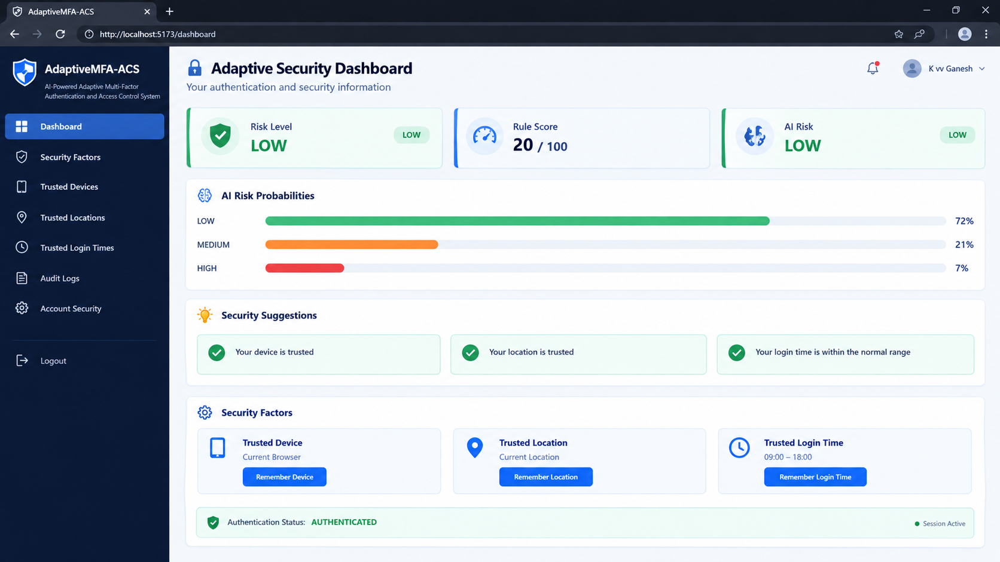 AdaptiveMFA-ACS
http://localhost:5173/dashboard
AdaptiveMFA-ACS
AI-Powered Adaptive Multi-Factor
Authentication and Access Control System
Dashboard
Security Factors
Trusted Devices
Trusted Locations
Trusted Login Times
Audit Logs
Account Security
Logout
Adaptive Security Dashboard
Your authentication and security information
K vv Ganesh
Risk Level
LOW
LOW
Rule Score
20 / 100
AI Risk
LOW
LOW
AI Risk Probabilities
LOW 72%
MEDIUM 21%
HIGH 7%
Security Suggestions
Your device is trusted
Your location is trusted
Your login time is within the normal range
Security Factors
Trusted Device
Current Browser
Remember Device
Trusted Location
Current Location
Remember Location
Trusted Login Time
09:00 – 18:00
Remember Login Time
Authentication Status: AUTHENTICATED
Session Active